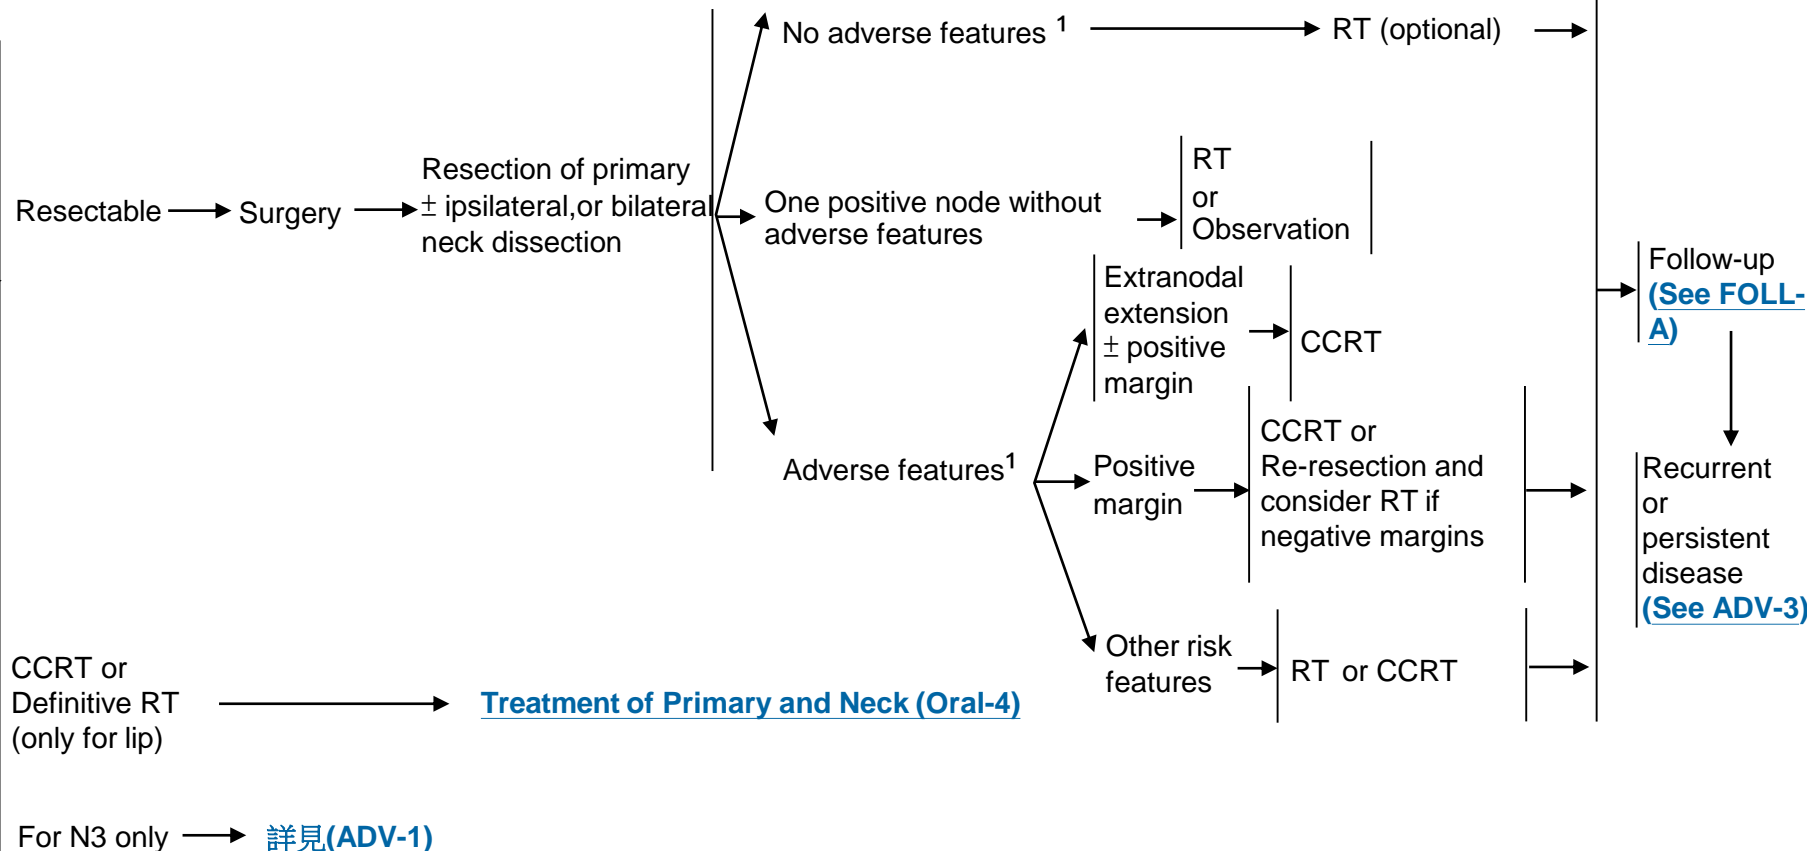 No adverse features 1
RT (optional)
Resectable
Surgery
Resection of primary
± ipsilateral,or bilateral
neck dissection
One positive node without
adverse features
RT
or
Observation
Extranodal
extension
± positive
margin
CCRT
Adverse features1
Positive
margin
CCRT or
Re-resection and
consider RT if
negative margins
Other risk
features
RT or CCRT
Follow-up
(See FOLL-
A)
Recurrent
or
persistent
disease
(See ADV-3)
CCRT or
Definitive RT
(only for lip)
Treatment of Primary and Neck (Oral-4)
For N3 only
詳見(ADV-1)